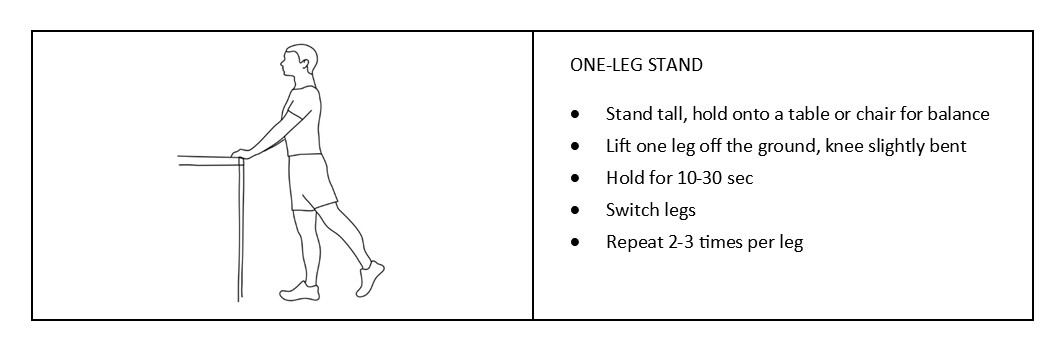 ONE-LEG STAND
• Stand tall, hold onto a table or chair for balance
• Lift one leg off the ground, knee slightly bent
• Hold for 10-30 sec
• Switch legs
• Repeat 2-3 times per leg